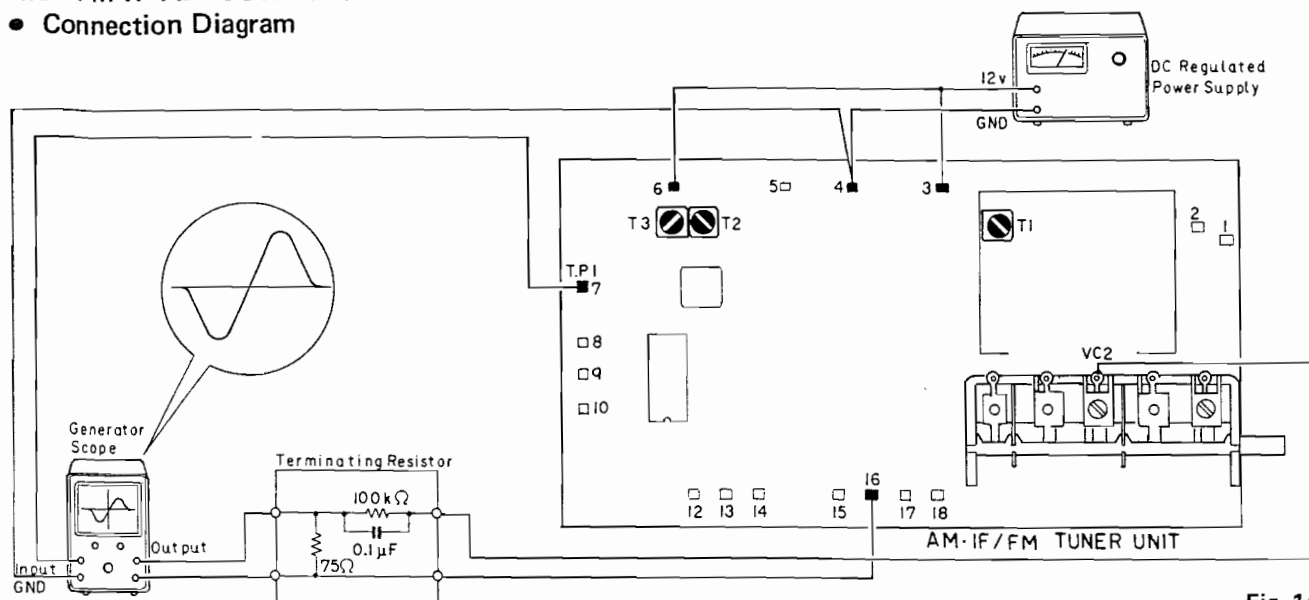 • Connection Diagram
12v
GND
DC Regulated
Power Supply
6
5
4
3
T3
T2
T1
2
1
T.P1
7
8
9
10
VC2
Generator
Scope
Terminating Resistor
100kΩ
0.1μF
75Ω
Output
Input
GND
12
13
14
15
16
17
18
AM·IF/FM TUNER UNIT